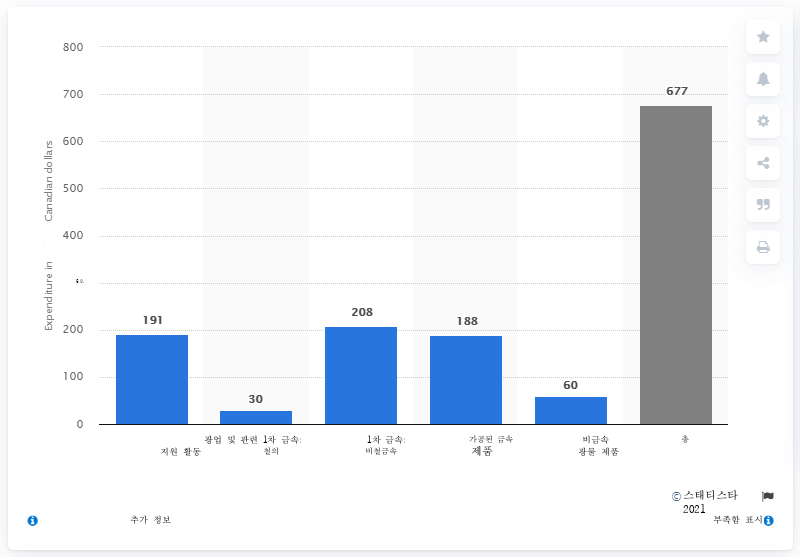 800
700
600
500
400
200
100
0
Expenditure in
Canadian dollars
191
30
208
188
60
677
광업 및 관련
지원 활동
1차 금속:
철의
1차 금속:
비철금속
가공된 금속
제품
비금속
광물 제품
총
© 스태티스타
2021
추가 정보
부족함 표시